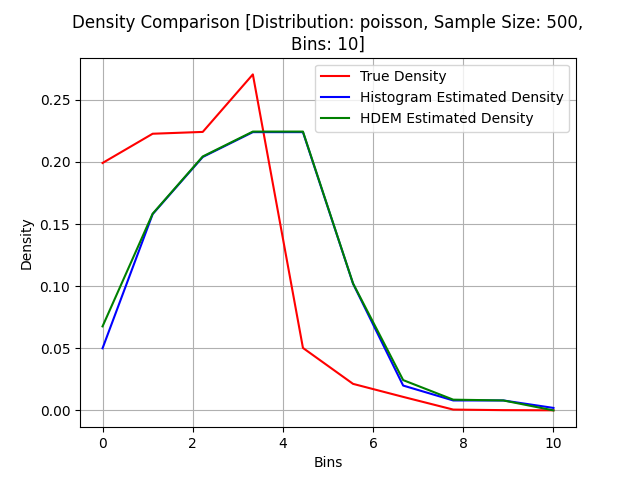 Density Comparison [Distribution: poisson, Sample Size: 500,
Bins: 10]
True Density
Histogram Estimated Density
HDEM Estimated Density
Density
0.25
0.20
0.15
0.10
0.05
0.00
0 2 4 6 8 10
Bins